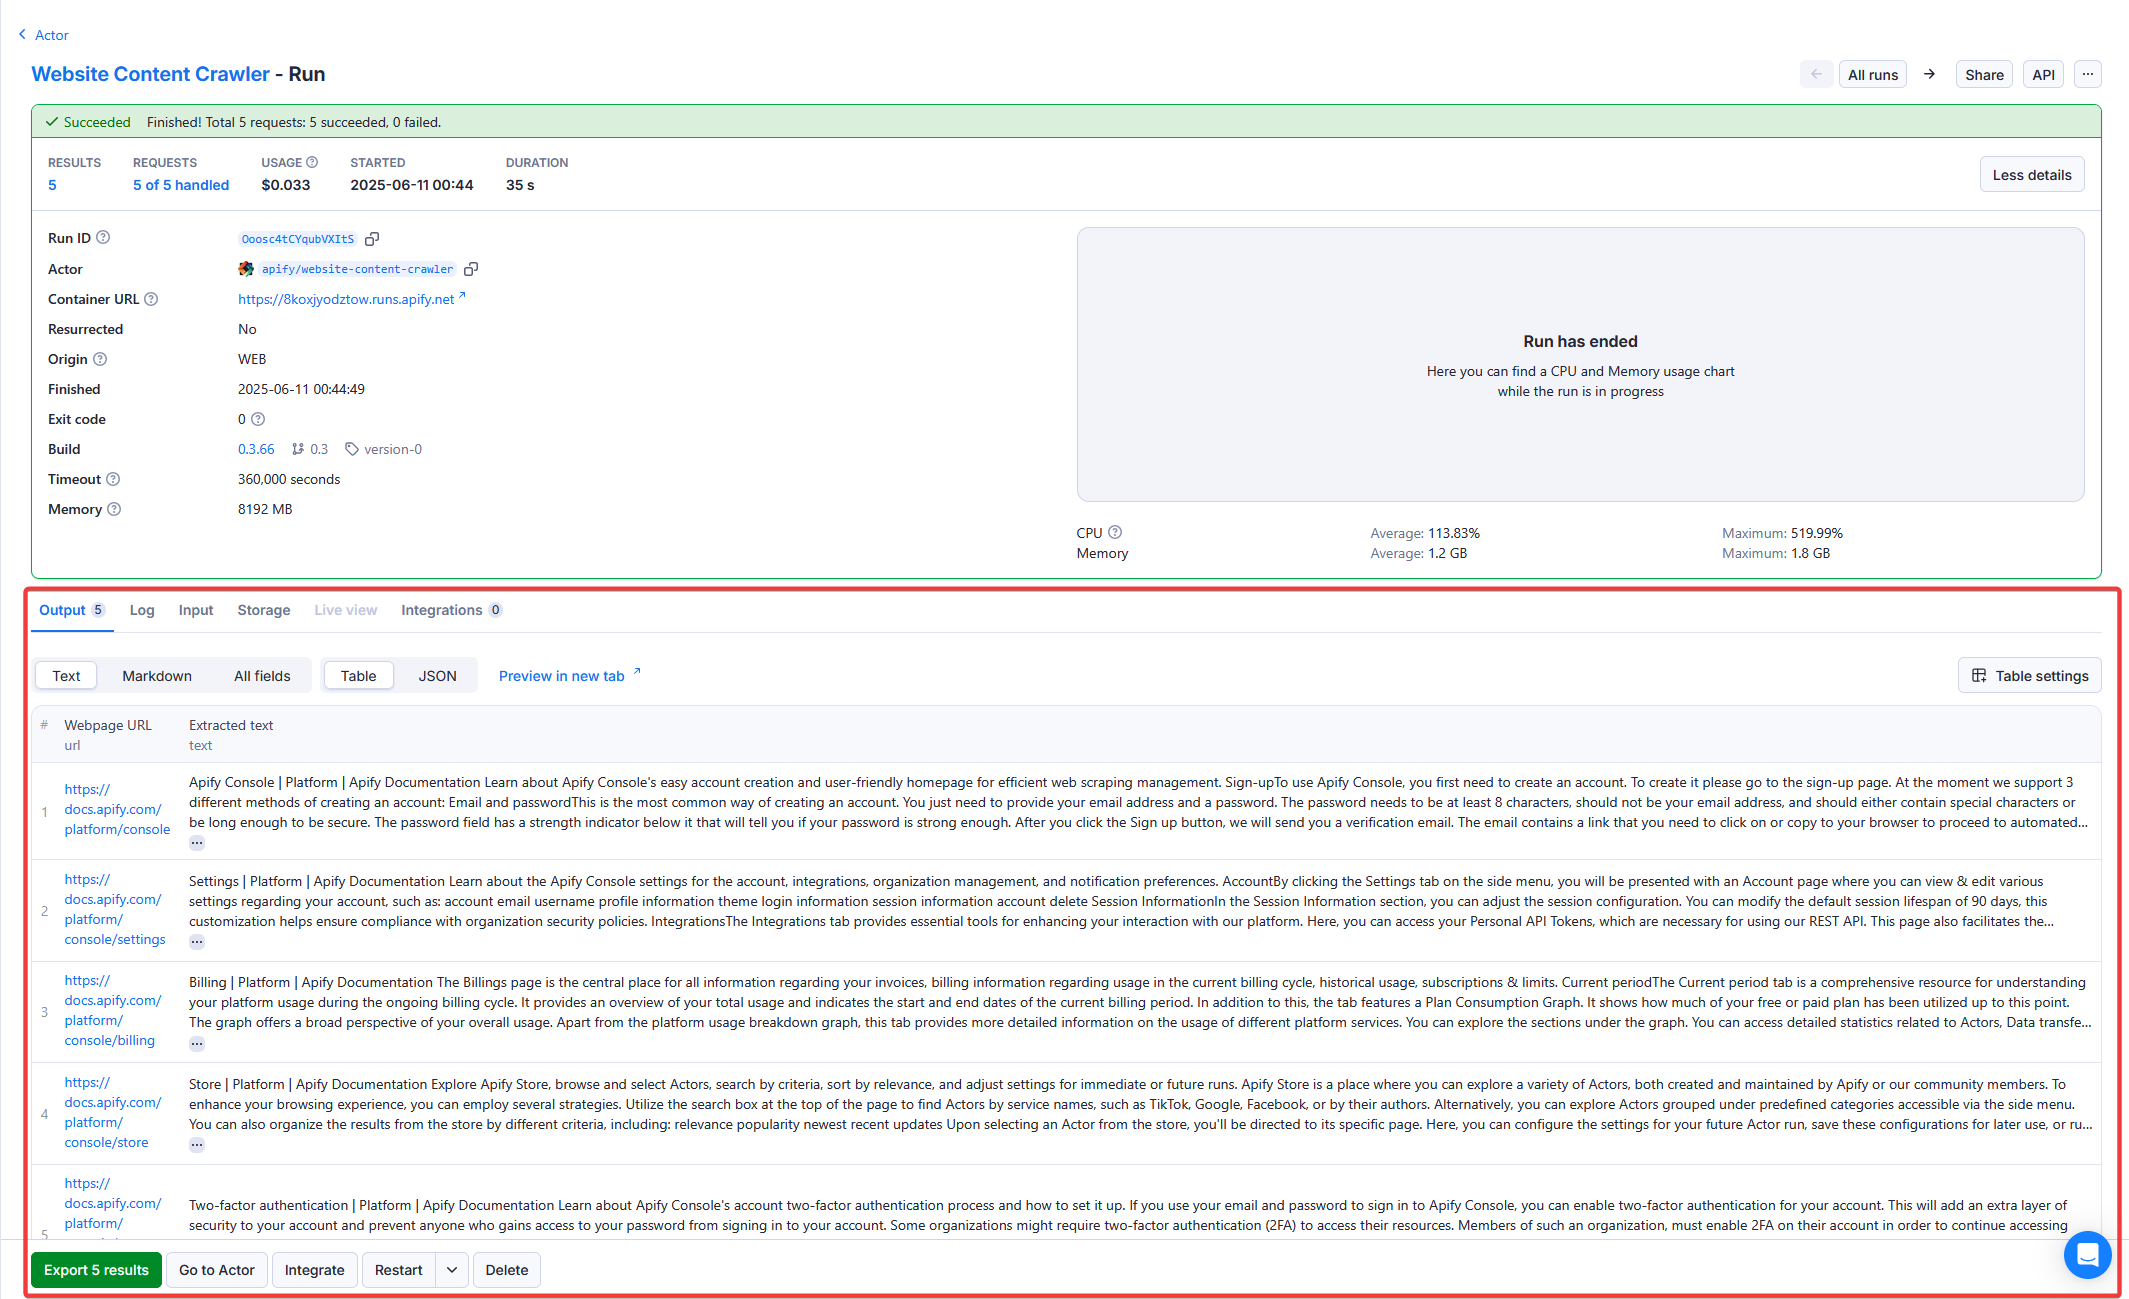 Actor
Website Content Crawler - Run
All runs
Share
API
Succeeded Finished! Total 5 requests: 5 succeeded, 0 failed.
RESULTS REQUESTS USAGE STARTED DURATION
5 5 of 5 handled $0.033 2025-06-11 00:44 35 s
Less details
Run ID Ooosc4tCYqubVXItS
Actor apify/website-content-crawler
Container URL https://8koxjyodztow.runs.apify.net
Resurrected No
Origin WEB
Finished 2025-06-11 00:44:49
Exit code 0
Build 0.3.66 0.3 version-0
Timeout 360,000 seconds
Memory 8192 MB
Run has ended
Here you can find a CPU and Memory usage chart
while the run is in progress
CPU Average: 113.83% Maximum: 519.99%
Memory Average: 1.2 GB Maximum: 1.8 GB
Output 5 Log Input Storage Live view Integrations 0
Text Markdown All fields Table JSON Preview in new tab Table settings
# Webpage URL Extracted text
url text
1
https://
docs.apify.com/
platform/console
Apify Console | Platform | Apify Documentation Learn about Apify Console's easy account creation and user-friendly homepage for efficient web scraping management. Sign-upTo use Apify Console, you first need to create an account. To create it please go to the sign-up page. At the moment we support 3
different methods of creating an account: Email and passwordThis is the most common way of creating an account. You just need to provide your email address and a password. The password needs to be at least 8 characters, should not be your email address, and should either contain special characters or
be long enough to be secure. The password field has a strength indicator below it that will tell you if your password is strong enough. After you click the Sign up button, we will send you a verification email. The email contains a link that you need to click on or copy to your browser to proceed to automated...
...
2
https://
docs.apify.com/
platform/
console/settings
Settings | Platform | Apify Documentation Learn about the Apify Console settings for the account, integrations, organization management, and notification preferences. AccountBy clicking the Settings tab on the side menu, you will be presented with an Account page where you can view & edit various
settings regarding your account, such as: account email username profile information theme login information session information account delete Session InformationIn the Session Information section, you can adjust the session configuration. You can modify the default session lifespan of 90 days, this
customization helps ensure compliance with organization security policies. IntegrationsThe Integrations tab provides essential tools for enhancing your interaction with our platform. Here, you can access your Personal API Tokens, which are necessary for using our REST API. This page also facilitates the...
...
3
https://
docs.apify.com/
platform/
console/billing
Billing | Platform | Apify Documentation The Billings page is the central place for all information regarding your invoices, billing information regarding usage in the current billing cycle, historical usage, subscriptions & limits. Current periodThe Current period tab is a comprehensive resource for understanding
your platform usage during the ongoing billing cycle. It provides an overview of your total usage and indicates the start and end dates of the current billing period. In addition to this, the tab features a Plan Consumption Graph. It shows how much of your free or paid plan has been utilized up to this point.
The graph offers a broad perspective of your overall usage. Apart from the platform usage breakdown graph, this tab provides more detailed information on the usage of different platform services. You can explore the sections under the graph. You can access detailed statistics related to Actors, Data transfe...
...
4
https://
docs.apify.com/
platform/
console/store
Store | Platform | Apify Documentation Explore Apify Store, browse and select Actors, search by criteria, sort by relevance, and adjust settings for immediate or future runs. Apify Store is a place where you can explore a variety of Actors, both created and maintained by Apify or our community members. To
enhance your browsing experience, you can employ several strategies. Utilize the search box at the top of the page to find Actors by service names, such as TikTok, Google, Facebook, or by their authors. Alternatively, you can explore Actors grouped under predefined categories accessible via the side menu.
You can also organize the results from the store by different criteria, including: relevance popularity newest recent updates Upon selecting an Actor from the store, you'll be directed to its specific page. Here, you can configure the settings for your future Actor run, save these configurations for later use, or ru...
...
5
https://
docs.apify.com/
platform/
Two-factor authentication | Platform | Apify Documentation Learn about Apify Console's account two-factor authentication process and how to set it up. If you use your email and password to sign in to Apify Console, you can enable two-factor authentication for your account. This will add an extra layer of
security to your account and prevent anyone who gains access to your password from signing in to your account. Some organizations might require two-factor authentication (2FA) to access their resources. Members of such an organization, must enable 2FA on their account in order to continue accessing
Export 5 results Go to Actor Integrate Restart Delete